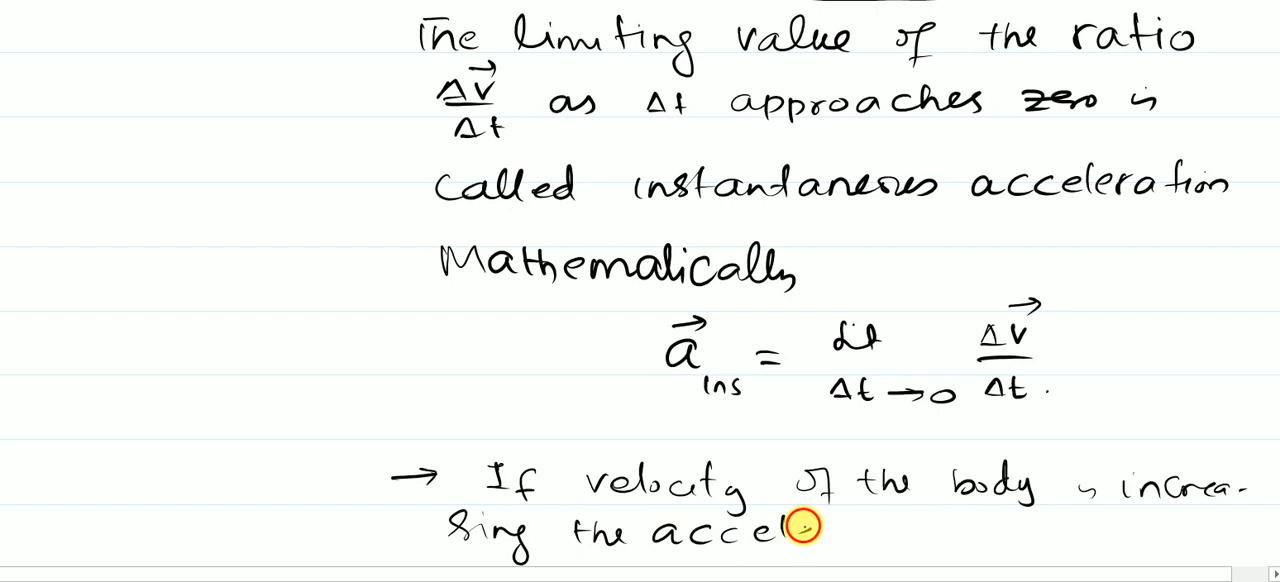 The limiting value of the ratio
Δv⃗/Δt as Δt approaches zero is
called instantaneous acceleration
Mathematically
a⃗ ins = Lt Δt→0 Δv⃗/Δt.
→ If velocity of the body is increa-
sing the accel